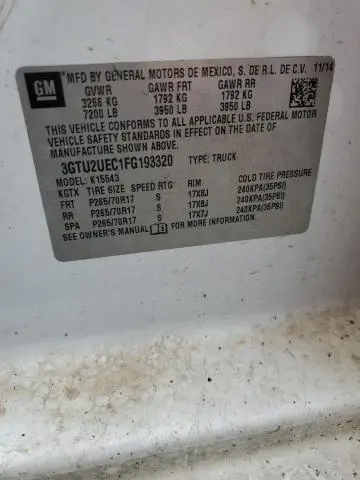 GM
MFD BY GENERAL MOTORS DE MEXICO, S. DE R.L. DE C.V. 11/14
GVWR GAWR FRT GAWR RR
3266 KG 1792 KG 1792 KG
7200 LB 3950 LB 3950 LB
THIS VEHICLE CONFORMS TO ALL APPLICABLE U.S. FEDERAL MOTOR
VEHICLE SAFETY STANDARDS IN EFFECT ON THE DATE OF
MANUFACTURE SHOWN ABOVE.
3GTU2UEC1FG193320 TYPE: TRUCK
MODEL: K15543
KGTX TIRE SIZE SPEED RTG RIM COLD TIRE PRESSURE
FRT P265/70R17 S 17X8J 240KPA(35PSI)
RR P265/70R17 S 17X8J 240KPA(35PSI)
SPA P265/70R17 S 17X7J 240KPA(35PSI)
SEE OWNER'S MANUAL FOR MORE INFORMATION.